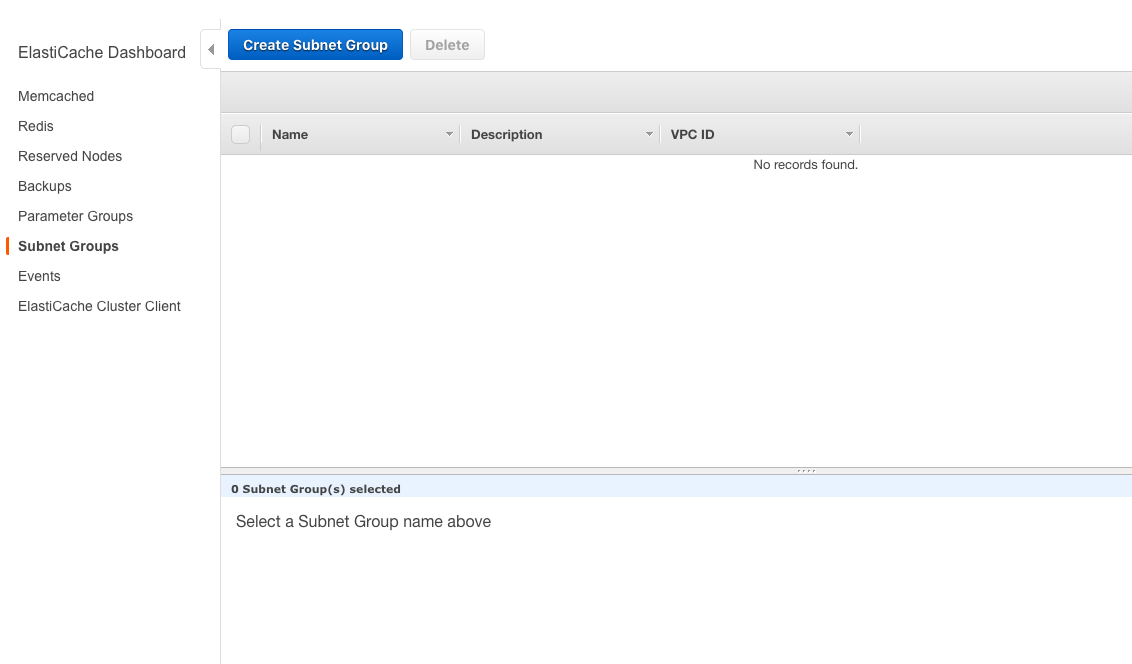 ElastiCache Dashboard
Memcached
Redis
Reserved Nodes
Backups
Parameter Groups
Subnet Groups
Events
ElastiCache Cluster Client
Create Subnet Group Delete
Name Description VPC ID
No records found.
0 Subnet Group(s) selected
Select a Subnet Group name above